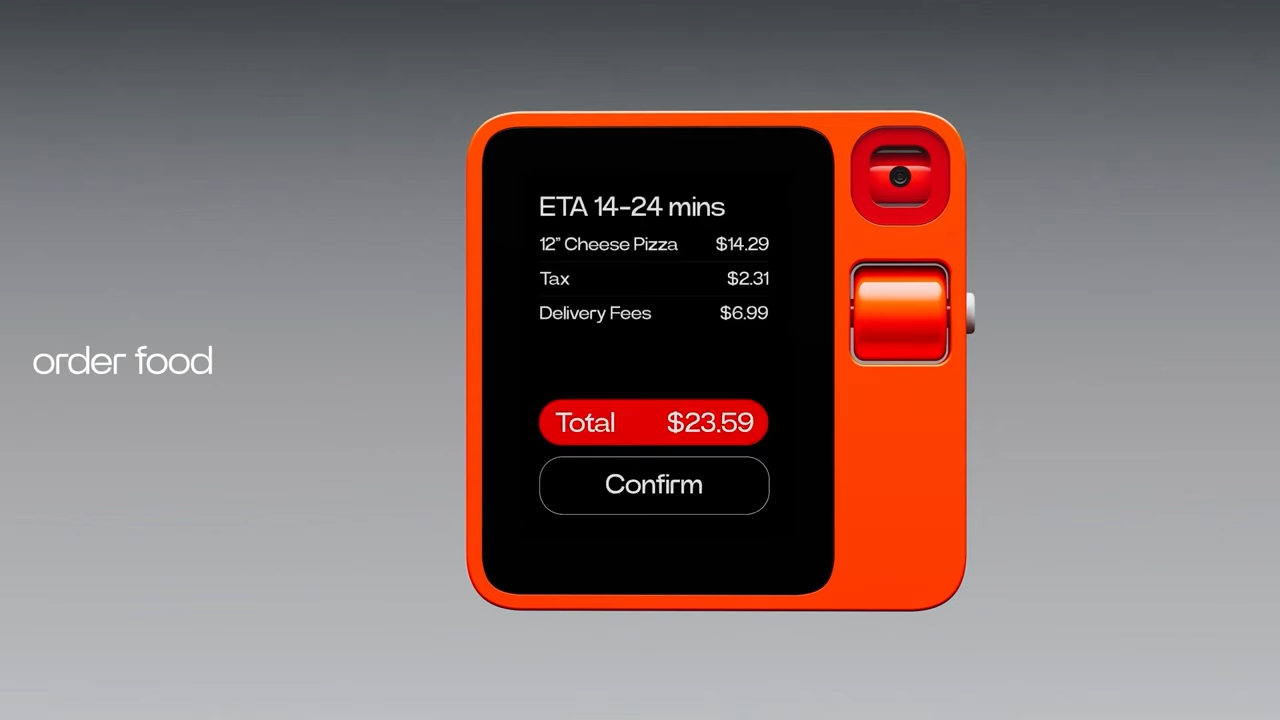 order food
ETA 14-24 mins
12” Cheese Pizza $14.29
Tax $2.31
Delivery Fees $6.99
Total $23.59
Confirm